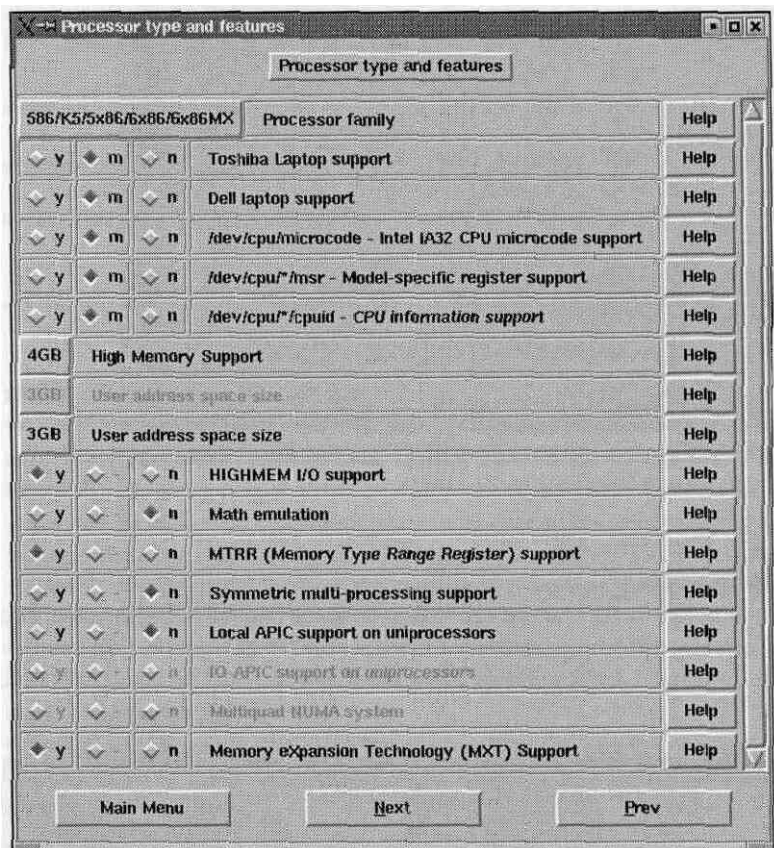 Processor type and features
Processor type and features
586/K5/5x86/6x86/6x86MX Processor family Help
y m n Toshiba Laptop support Help
y m n Dell laptop support Help
y m n /dev/cpu/microcode - Intel IA32 CPU microcode support Help
y m n /dev/cpu/*/msr - Model-specific register support Help
y m n /dev/cpu/*/cpuid - CPU information support Help
4GB High Memory Support Help
3GB User address space size Help
3GB User address space size Help
y - n HIGHMEM I/O support Help
y - n Math emulation Help
y - n MTRR (Memory Type Range Register) support Help
y - n Symmetric multi-processing support Help
y - n Local APIC support on uniprocessors Help
y - n IO-APIC support on uniprocessors Help
y - n Multiquad NUMA system Help
y - n Memory eXpansion Technology (MXT) Support Help
Main Menu Next Prev